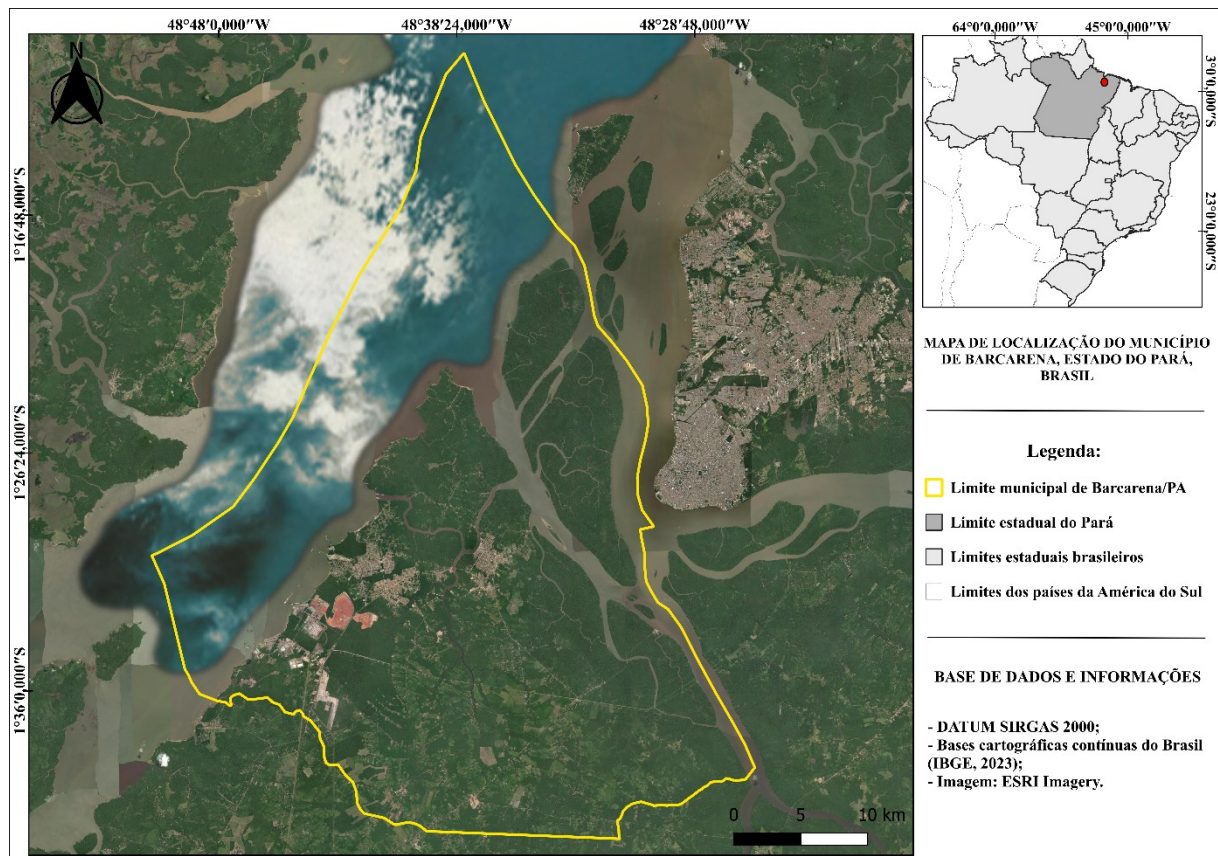 48°48'0,000''W
48°38'24,000''W
48°28'48,000''W
N
1°16'48,000''S
1°26'24,000''S
1°36'0,000''S
0 5 10 km
64°0'0,000''W
45°0'0,000''W
3°0'0,000''S
23°0'0,000''S
MAPA DE LOCALIZAÇÃO DO MUNICÍPIO
DE BARCARENA, ESTADO DO PARÁ,
BRASIL
Legenda:
Limite municipal de Barcarena/PA
Limite estadual do Pará
Limites estaduais brasileiros
Limites dos países da América do Sul
BASE DE DADOS E INFORMAÇÕES
- DATUM SIRGAS 2000;
- Bases cartográficas contínuas do Brasil
(IBGE, 2023);
- Imagem: ESRI Imagery.